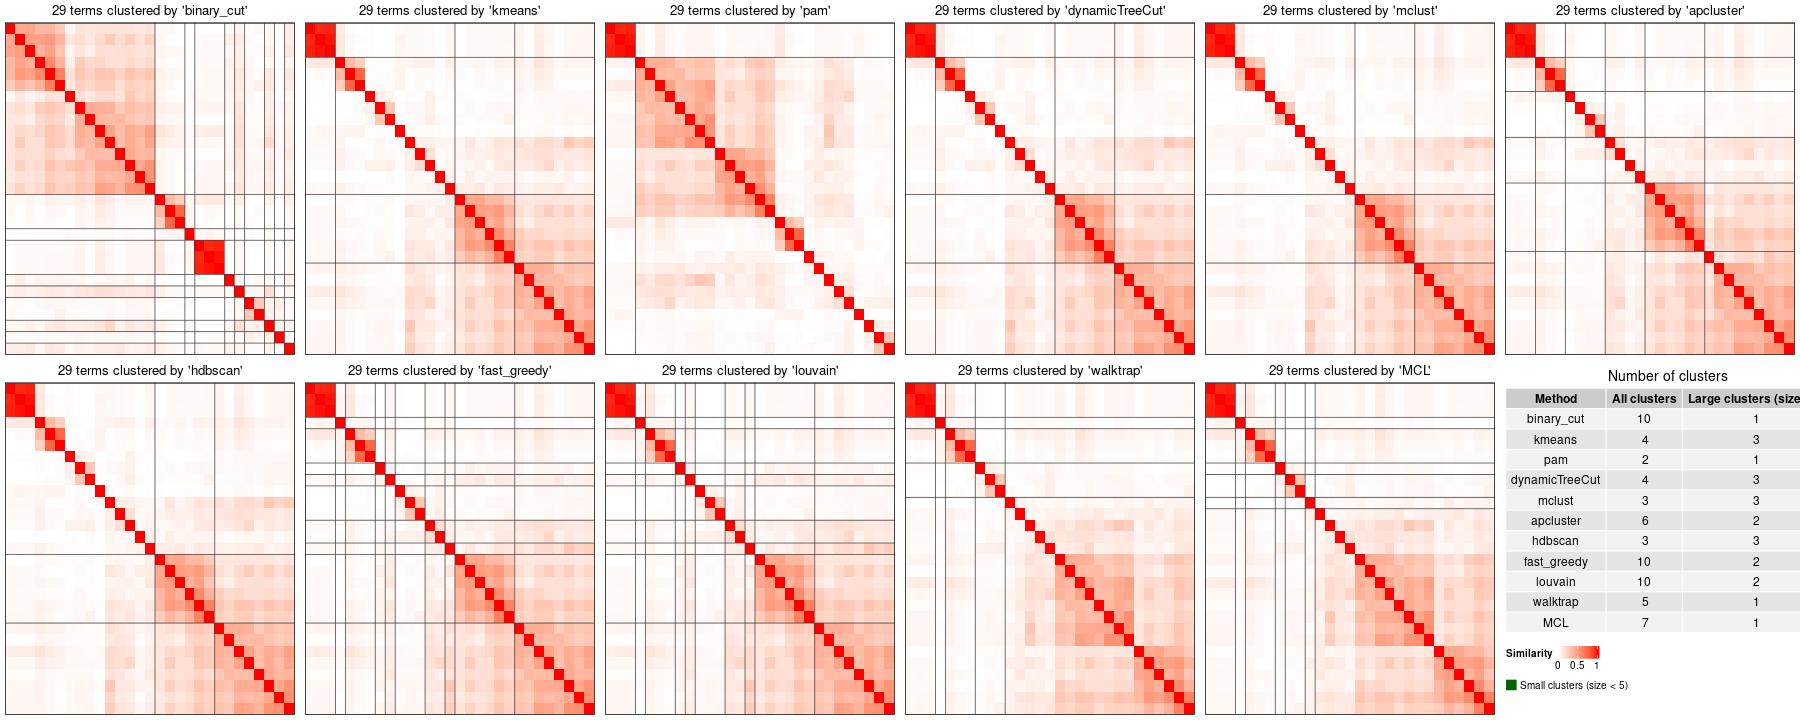 29 terms clustered by 'binary_cut'
29 terms clustered by 'kmeans'
29 terms clustered by 'pam'
29 terms clustered by 'dynamicTreeCut'
29 terms clustered by 'mclust'
29 terms clustered by 'apcluster'
29 terms clustered by 'hdbscan'
29 terms clustered by 'fast_greedy'
29 terms clustered by 'louvain'
29 terms clustered by 'walktrap'
29 terms clustered by 'MCL'
Number of clusters
Method All clusters Large clusters (size
binary_cut 10 1
kmeans 4 3
pam 2 1
dynamicTreeCut 4 3
mclust 3 3
apcluster 6 2
hdbscan 3 3
fast_greedy 10 2
louvain 10 2
walktrap 5 1
MCL 7 1
Similarity
0 0.5 1
Small clusters (size < 5)